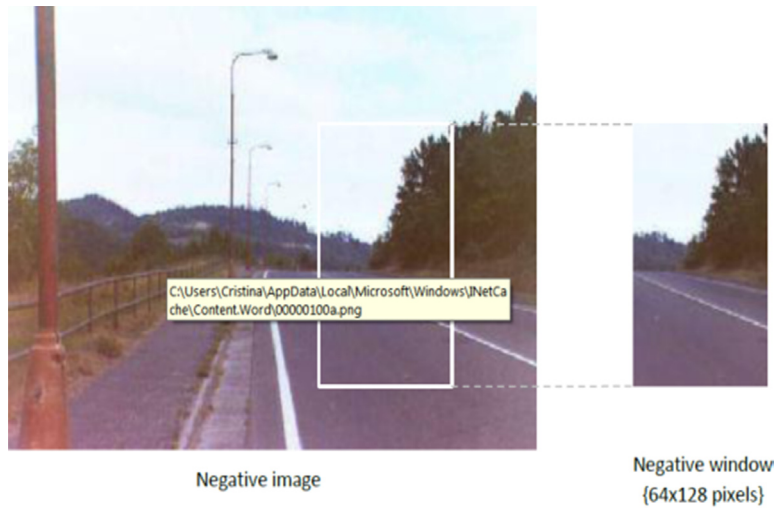 C:\Users\Cristina\AppData\Local\Microsoft\Windows\INetCa
che\Content.Word\00000100a.png
Negative image
Negative window
{64x128 pixels}